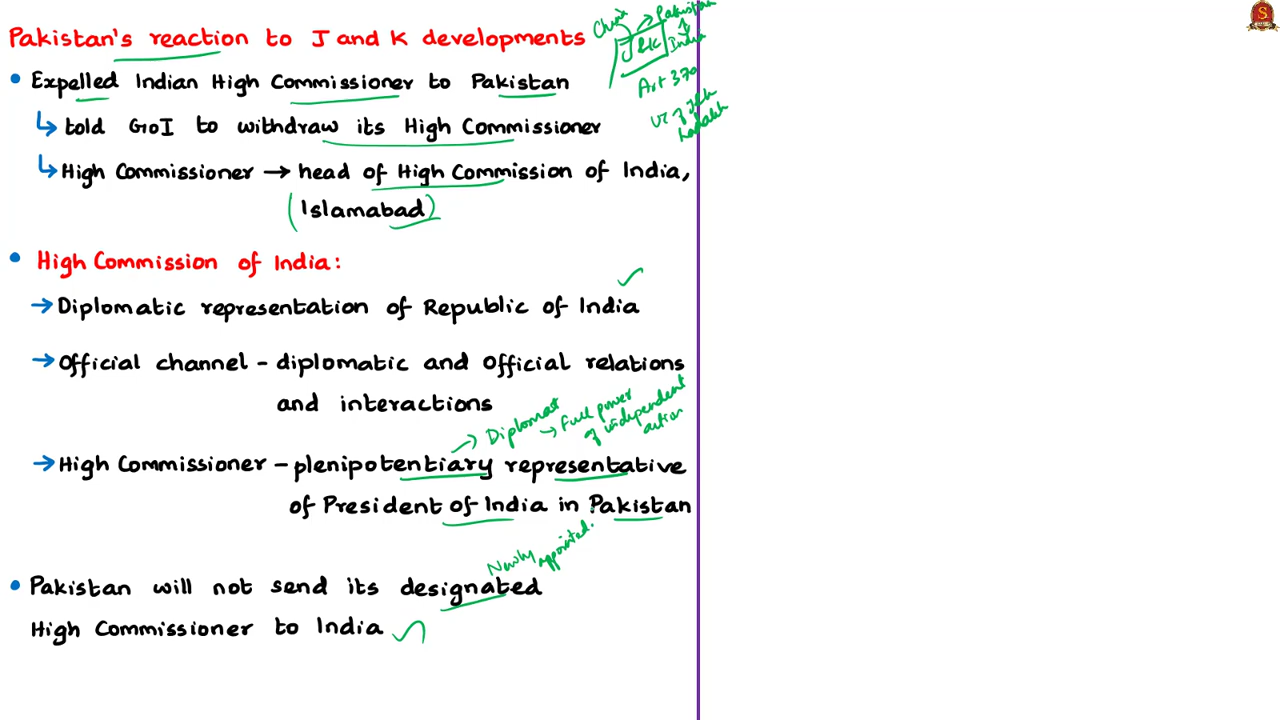 Pakistan's reaction to J and K developments
China → Pakistan
J&K India
Art 370
UT of J&K
Ladakh
• Expelled Indian High Commissioner to Pakistan
↳ told GoI to withdraw its High Commissioner
↳ High Commissioner → head of High Commission of India,
(Islamabad)
• High Commission of India:
→ Diplomatic representation of Republic of India
→ Official channel - diplomatic and official relations
and interactions
→ Diplomat → Full power
of independent
action
→ High Commissioner - plenipotentiary representative
of President of India in Pakistan
Newly appointed.
• Pakistan will not send its designated
High Commissioner to India